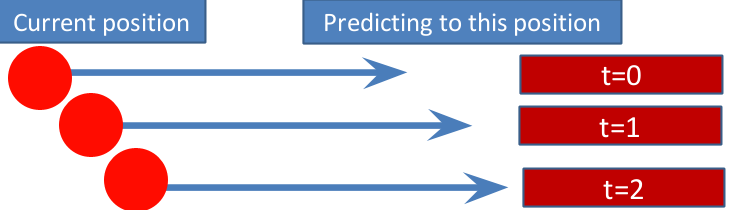 Current position
Predicting to this position
t=0
t=1
t=2